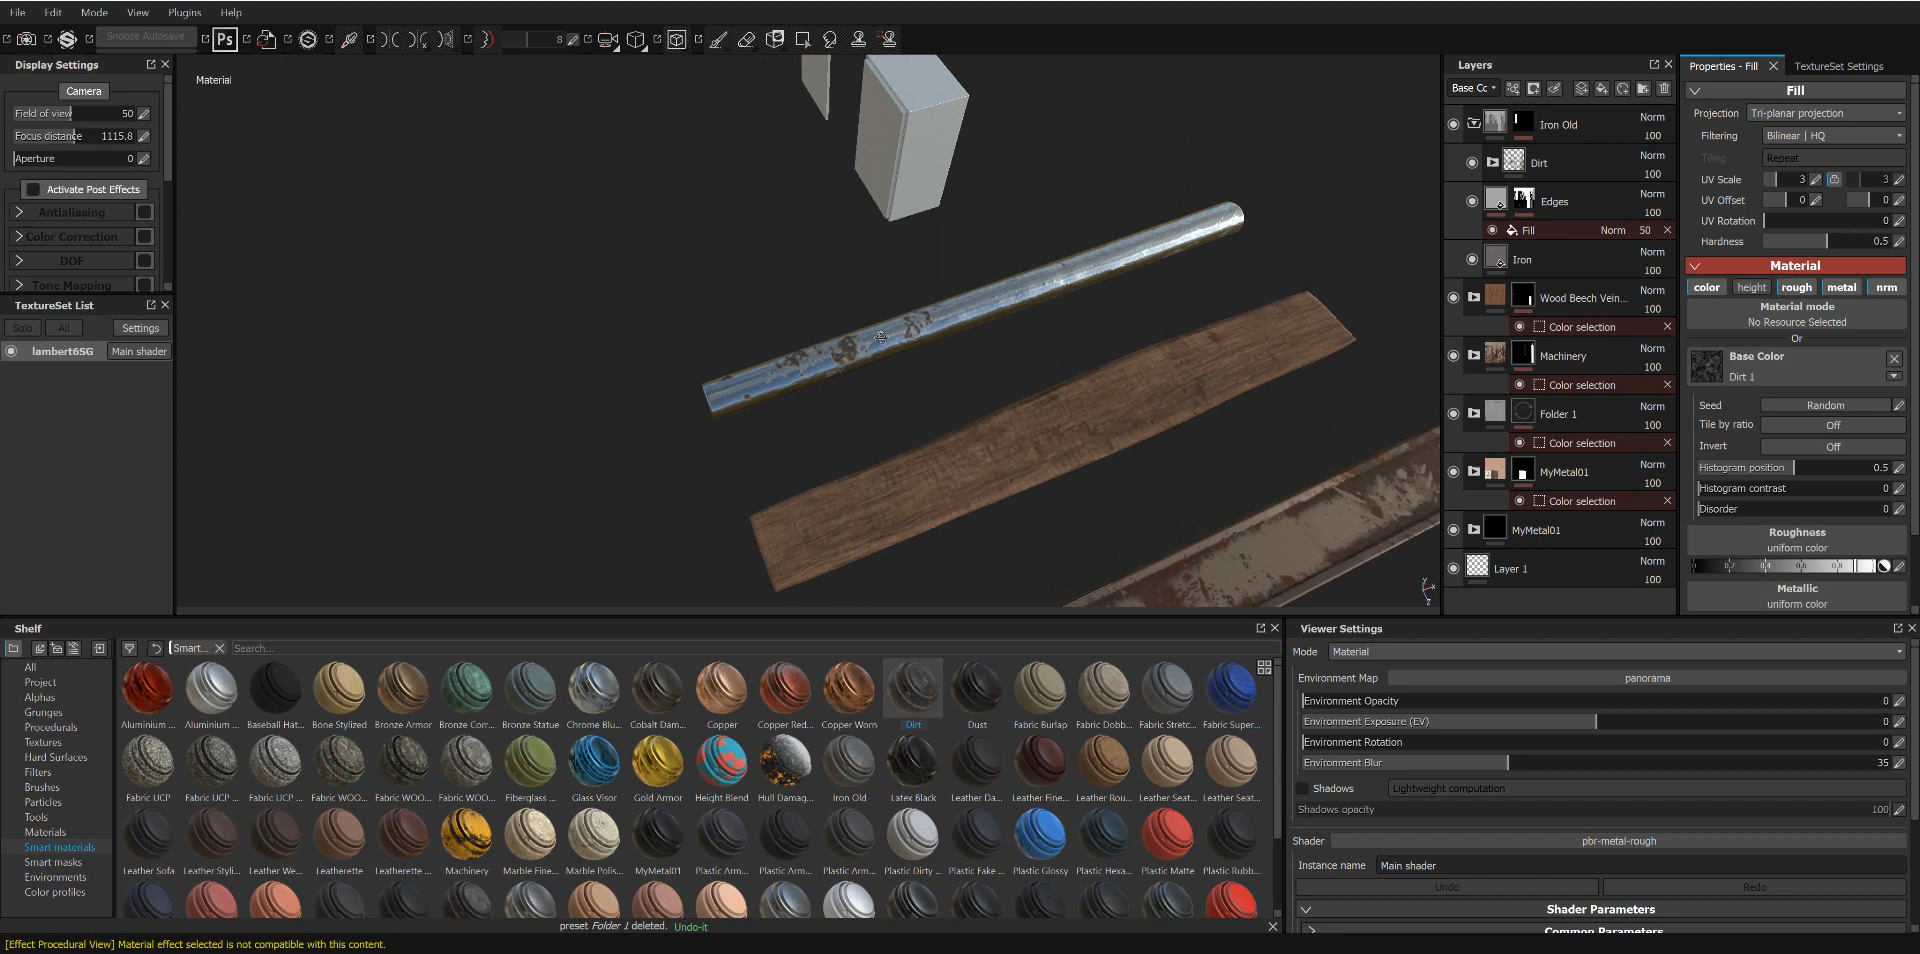 File Edit Mode View Plugins Help
Snooze Autosave
Ps
8
Display Settings
Camera
Field of view 50
Focus distance 1115.8
Aperture 0
Activate Post Effects
Antialiasing
Color Correction
DOF
Tone Mapping
TextureSet List
Solo All Settings
lambert6SG Main shader
Material
Layers
Base Cc
Iron Old Norm 100
Dirt Norm 100
Edges Norm 100
Fill Norm 50
Iron Norm 100
Wood Beech Vein... Norm 100
Color selection
Machinery Norm 100
Color selection
Folder 1 Norm 100
Color selection
MyMetal01 Norm 100
Color selection
MyMetal01 Norm 100
Layer 1 Norm 100
Properties - Fill TextureSet Settings
Fill
Projection Tri-planar projection
Filtering Bilinear | HQ
Tiling Repeat
UV Scale 3 3
UV Offset 0 0
UV Rotation 0
Hardness 0.5
Material
color height rough metal nrm
Material mode
No Resource Selected
Or
Base Color
Dirt 1
Seed Random
Tile by ratio Off
Invert Off
Histogram position 0.5
Histogram contrast 0
Disorder 0
Roughness
uniform color
0 0.2 0.4 0.6 0.8
Metallic
uniform color
Shelf
Smart... Search...
All
Project
Alphas
Grunges
Procedurals
Textures
Hard Surfaces
Filters
Brushes
Particles
Tools
Materials
Smart materials
Smart masks
Environments
Color profiles
Aluminium ... Aluminium ... Baseball Hat... Bone Stylized Bronze Armor Bronze Corr... Bronze Statue Chrome Blu... Cobalt Dam... Copper Copper Red... Copper Worn Dirt Dust Fabric Burlap Fabric Dobb... Fabric Stretc... Fabric Super...
Fabric UCP Fabric UCP ... Fabric UCP ... Fabric WOO... Fabric WOO... Fabric WOO... Fiberglass ... Glass Visor Gold Armor Height Blend Hull Damag... Iron Old Latex Black Leather Da... Leather Fine... Leather Rou... Leather Seat... Leather Seat...
Leather Sofa Leather Styli... Leather We... Leatherette Leatherette ... Machinery Marble Fine... Marble Polis... MyMetal01 Plastic Arm... Plastic Arm... Plastic Arm... Plastic Dirty ... Plastic Fake ... Plastic Glossy Plastic Hexa... Plastic Matte Plastic Rubb...
preset Folder 1 deleted. Undo-it
[Effect Procedural View] Material effect selected is not compatible with this content.
Viewer Settings
Mode Material
Environment Map panorama
Environment Opacity 0
Environment Exposure (EV) 0
Environment Rotation 0
Environment Blur 35
Shadows Lightweight computation
Shadows opacity 100
Shader pbr-metal-rough
Instance name Main shader
Undo Redo
Shader Parameters
Common Parameters